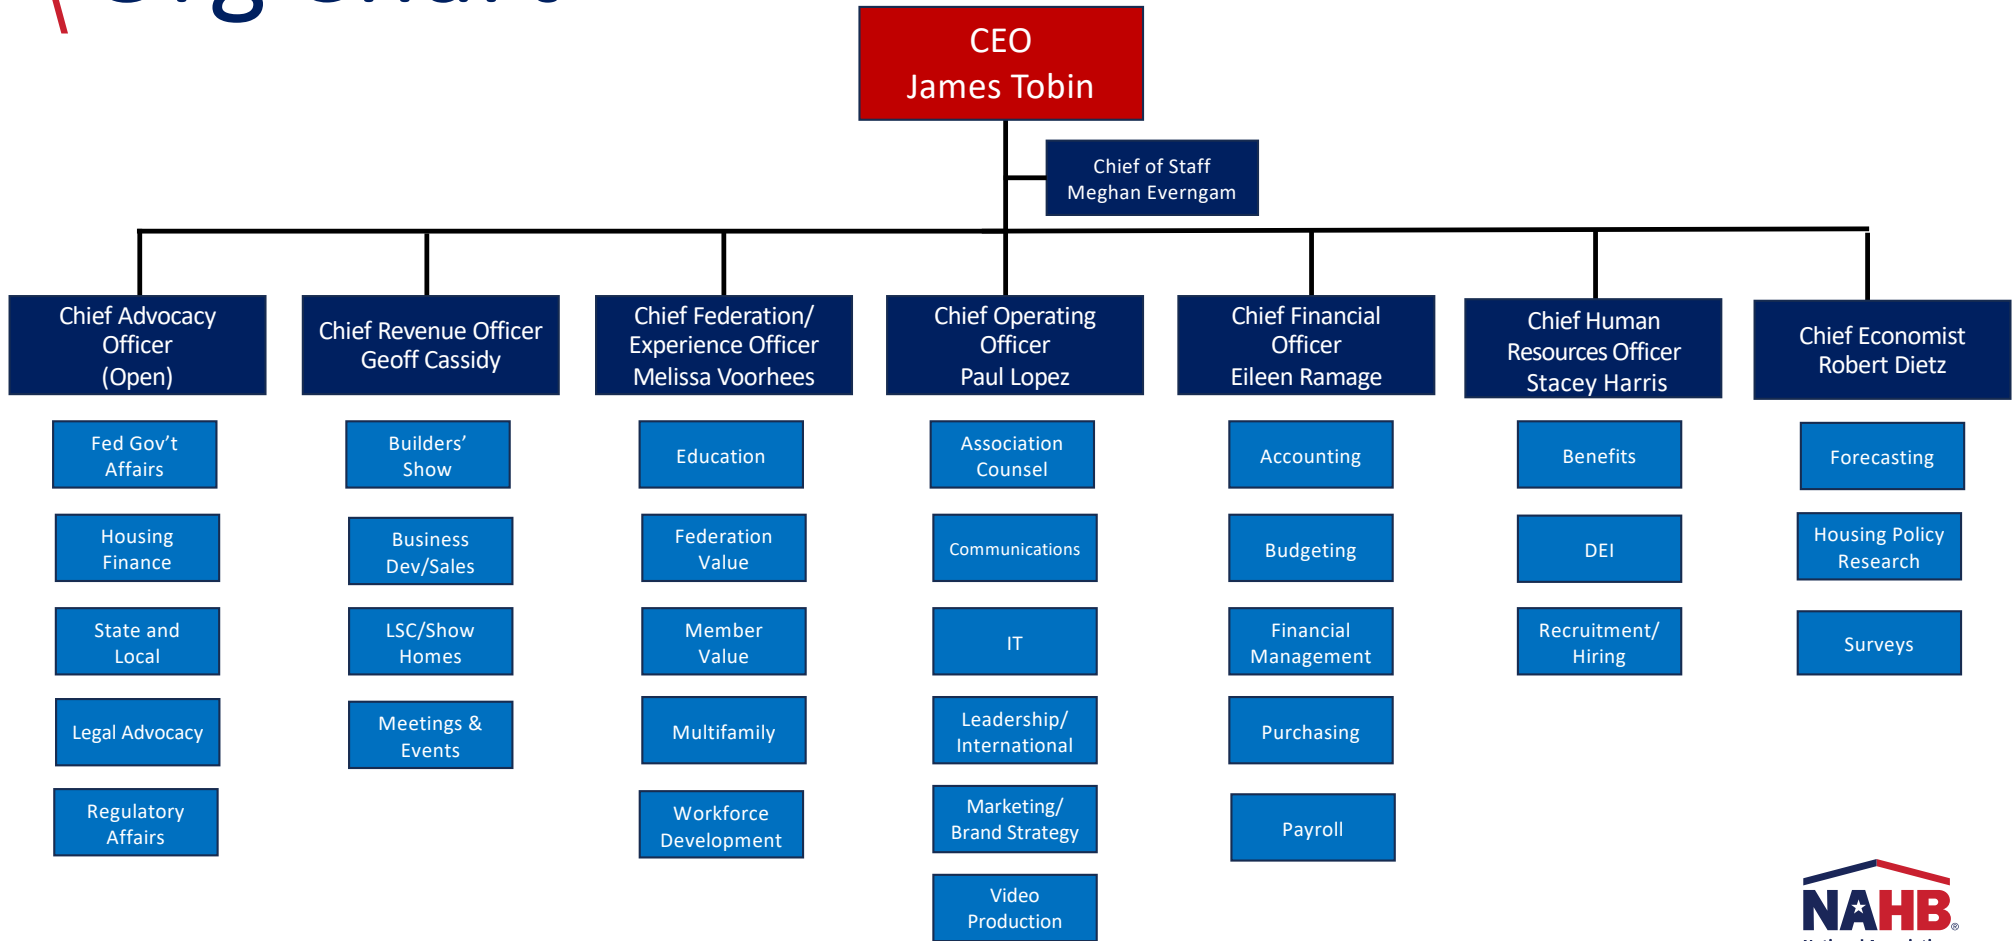 Org Chart
CEO
James Tobin
Chief of Staff
Meghan Everngam
Chief Advocacy
Officer
(Open)
Fed Gov’t
Affairs
Housing
Finance
State and
Local
Legal Advocacy
Regulatory
Affairs
Chief Revenue Officer
Geoff Cassidy
Builders’
Show
Business
Dev/Sales
LSC/Show
Homes
Meetings &
Events
Chief Federation/
Experience Officer
Melissa Voorhees
Education
Federation
Value
Member
Value
Multifamily
Workforce
Development
Chief Operating
Officer
Paul Lopez
Association
Counsel
Communications
IT
Leadership/
International
Marketing/
Brand Strategy
Video
Production
Chief Financial
Officer
Eileen Ramage
Accounting
Budgeting
Financial
Management
Purchasing
Payroll
Chief Human
Resources Officer
Stacey Harris
Benefits
DEI
Recruitment/
Hiring
Chief Economist
Robert Dietz
Forecasting
Housing Policy
Research
Surveys
NAHB®
National Association